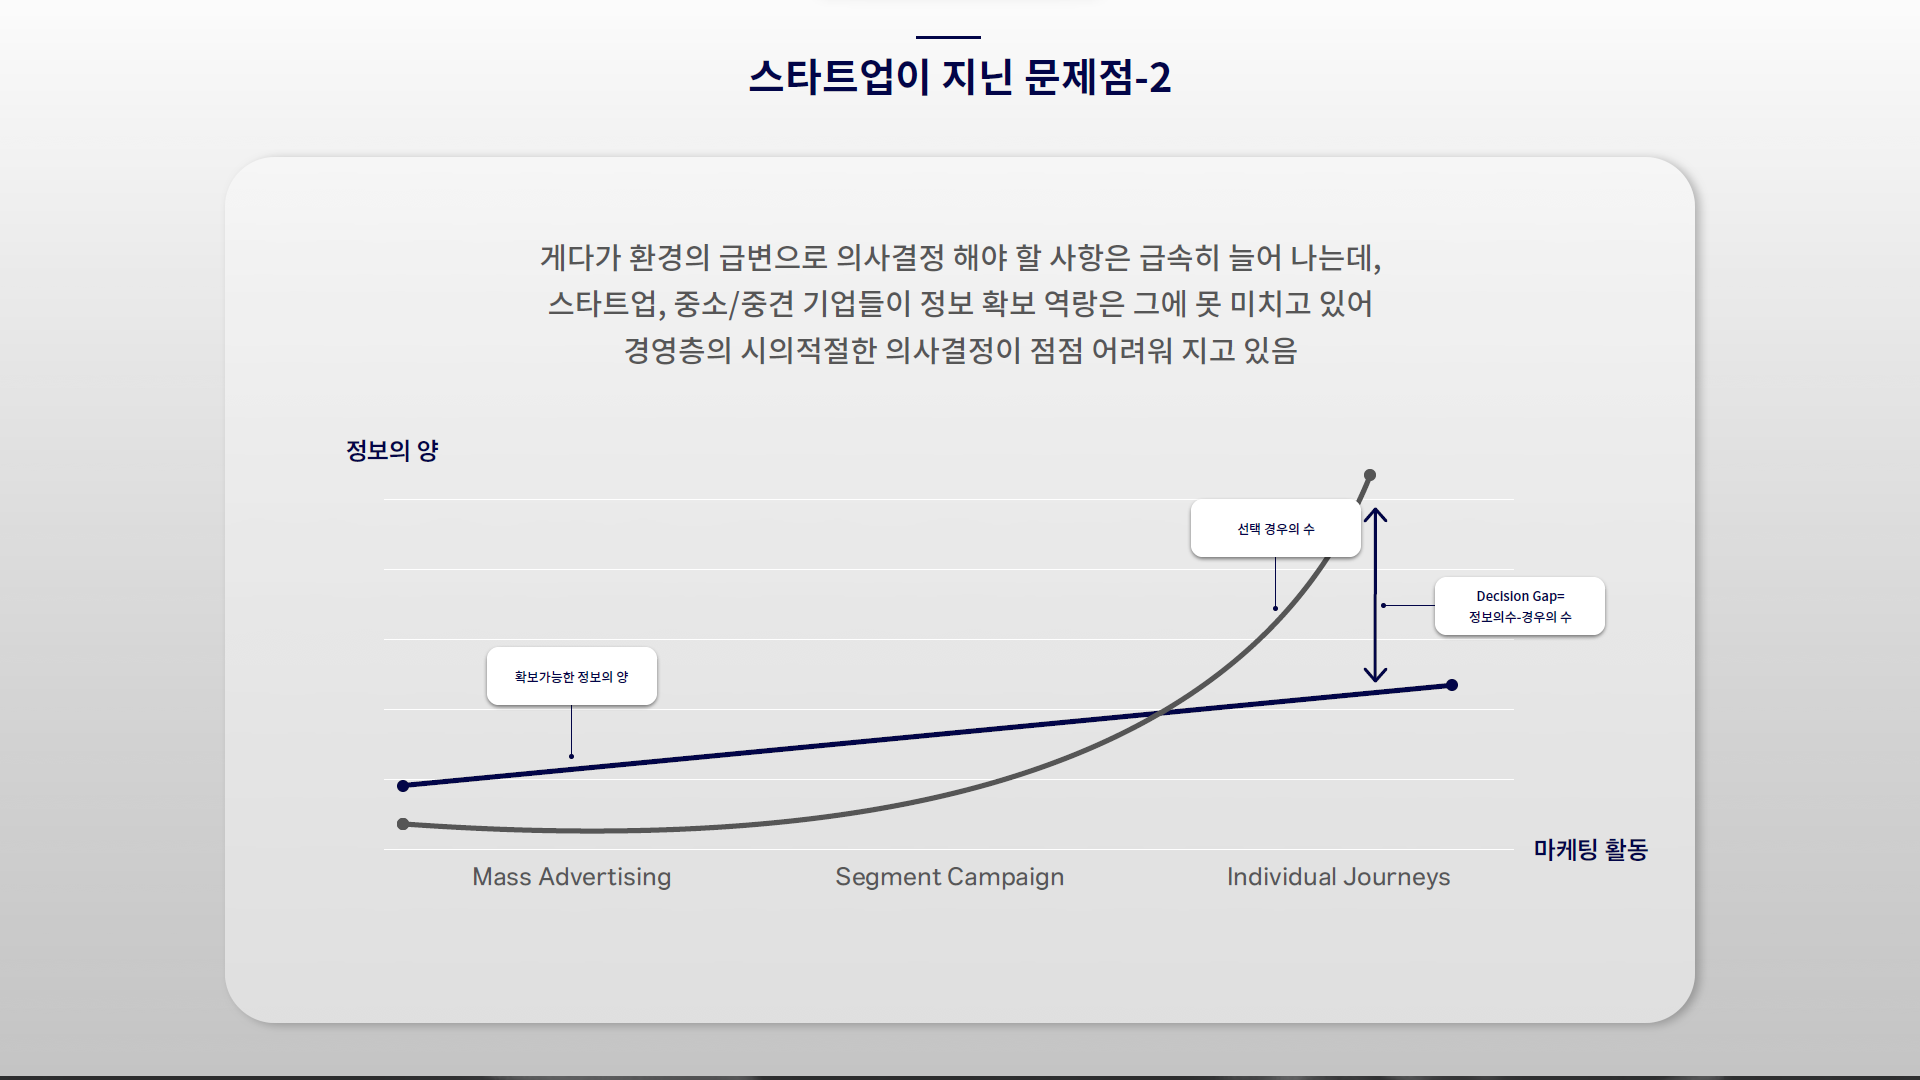 스타트업이 지닌 문제점-2
게다가 환경의 급변으로 의사결정 해야 할 사항은 급속히 늘어 나는데,
스타트업, 중소/중견 기업들이 정보 확보 역량은 그에 못 미치고 있어
경영층의 시의적절한 의사결정이 점점 어려워 지고 있음
정보의 양
선택 경우의 수
Decision Gap=
정보의수-경우의 수
확보가능한 정보의 양
마케팅 활동
Mass Advertising
Segment Campaign
Individual Journeys